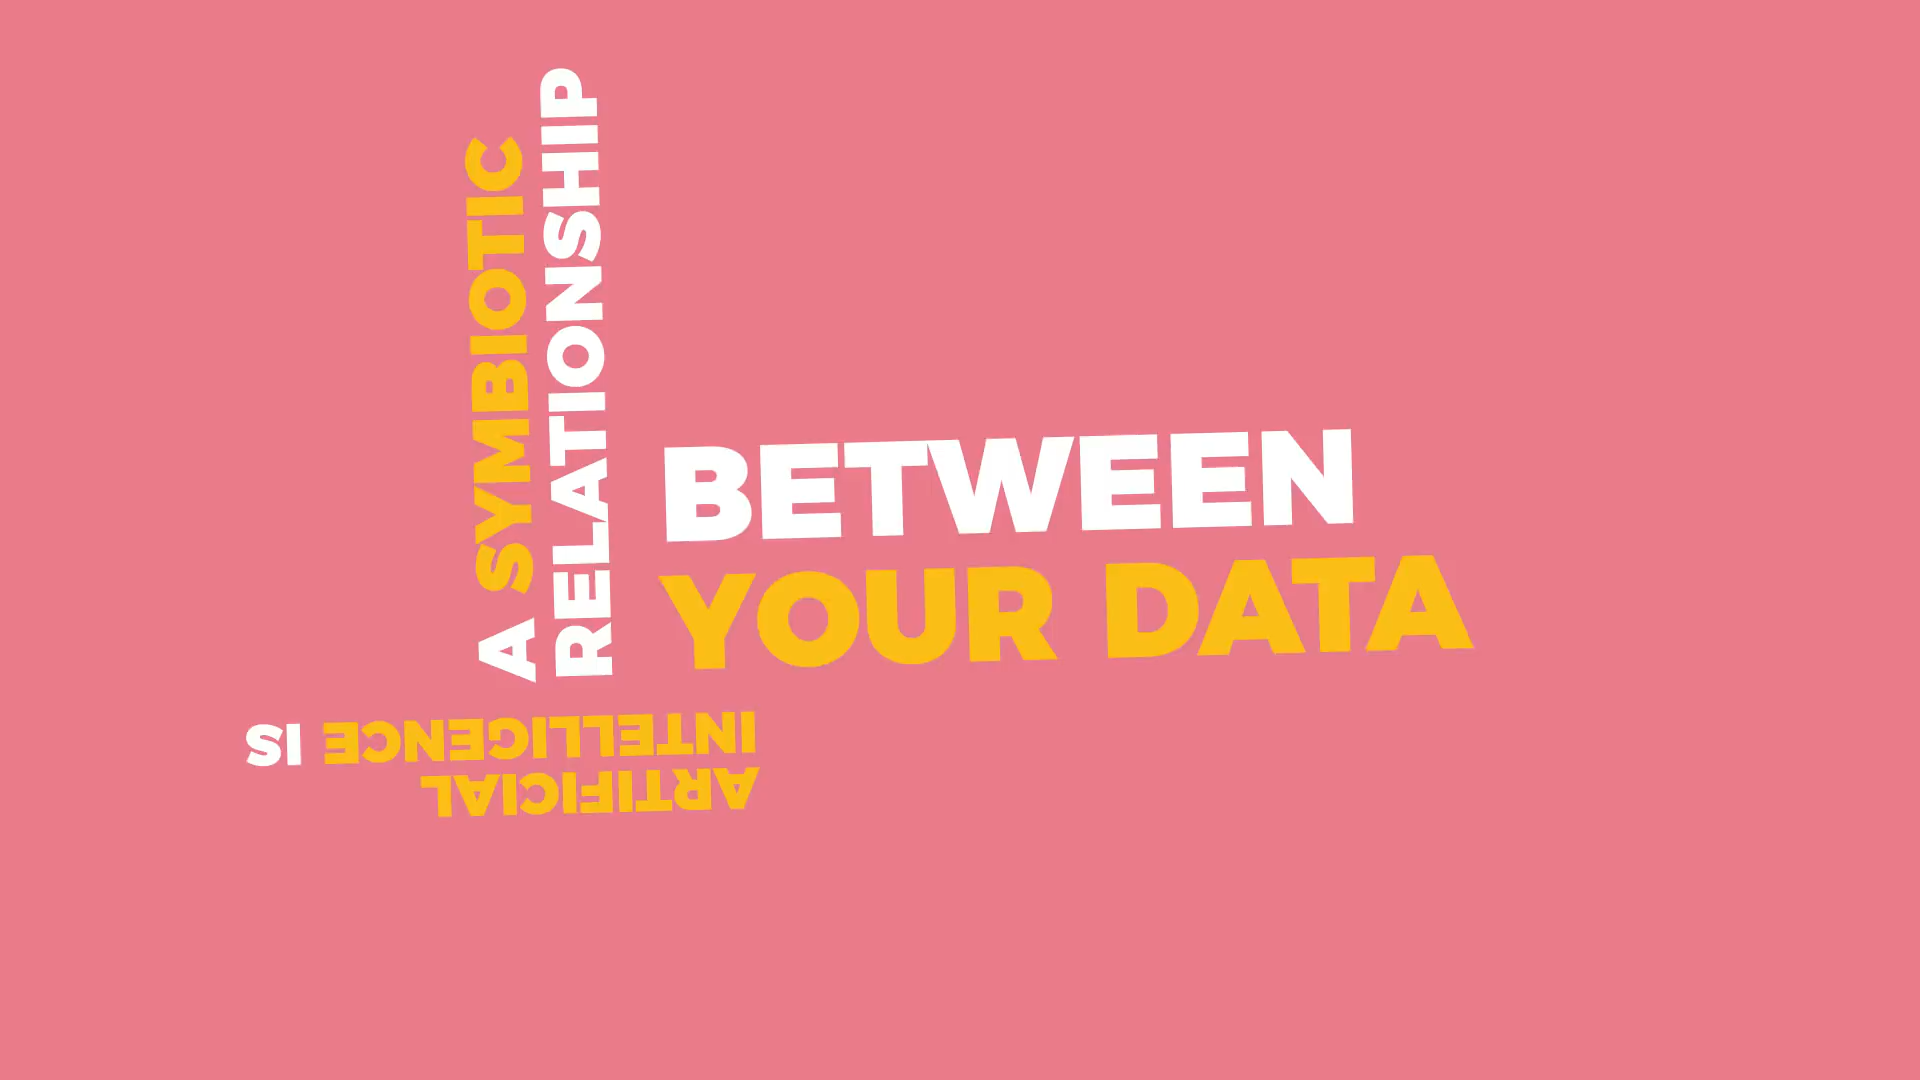 ARTIFICIAL
INTELLIGENCE IS
A SYMBIOTIC
RELATIONSHIP
BETWEEN
YOUR DATA